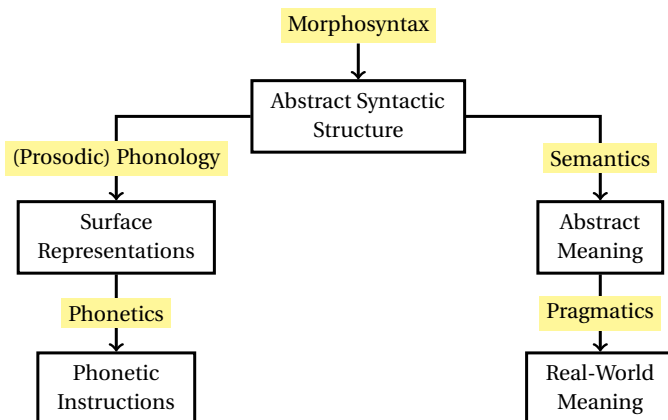 Morphosyntax
Abstract Syntactic
Structure
(Prosodic) Phonology
Semantics
Surface
Representations
Abstract
Meaning
Phonetics
Pragmatics
Phonetic
Instructions
Real-World
Meaning